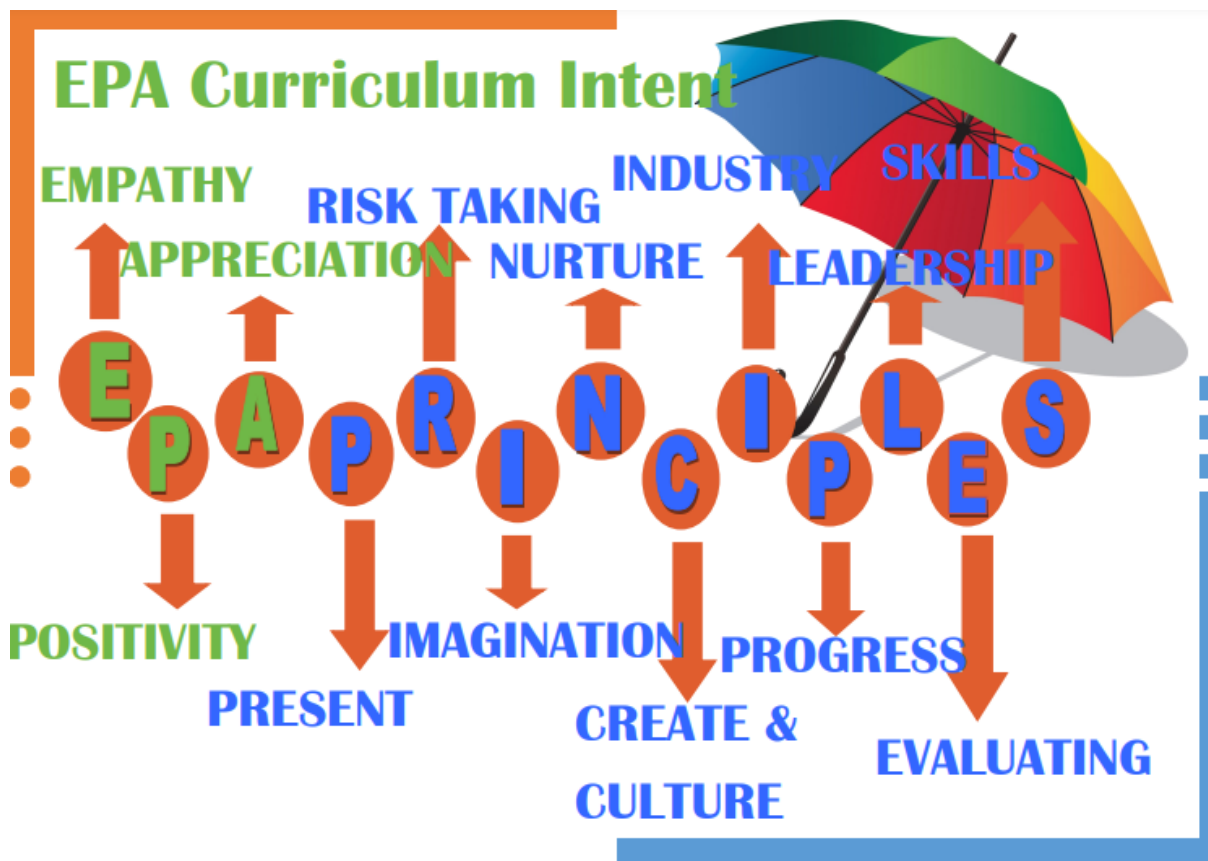 EPA Curriculum Intent
EMPATHY
RISK TAKING
INDUSTRY
SKILLS
APPRECIATION
NURTURE
LEADERSHIP
E P A P R I N C I P L E S
POSITIVITY
IMAGINATION
PROGRESS
PRESENT
CREATE &
CULTURE
EVALUATING